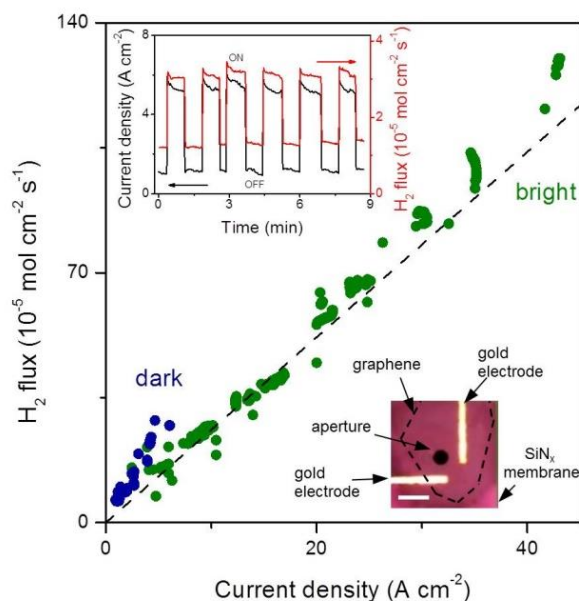 140
70
0
H₂ flux (10⁻⁵ mol cm⁻² s⁻¹)
0
20
40
Current density (A cm⁻²)
dark
bright
8
6
4
2
0
Current density (A cm⁻²)
0
3
6
9
Time (min)
4
2
0
H₂ flux (10⁻⁵ mol cm⁻² s⁻¹)
ON
OFF
graphene
gold
electrode
aperture
gold
electrode
SiNₓ
membrane